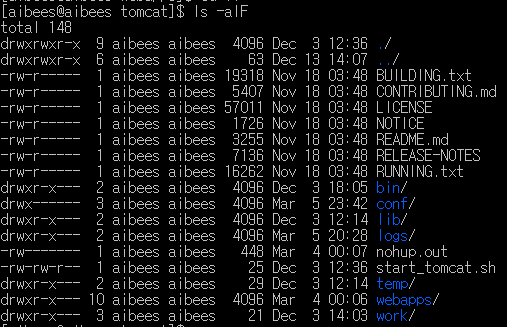 [aibees@aibees tomcat]$ ls -alF
total 148
drwxrwxr-x  9 aibees aibees  4096 Dec  3 12:36 ./
drwxrwxr-x  6 aibees aibees    63 Dec 13 14:07 ../
-rw-r-----  1 aibees aibees 19318 Nov 18 03:48 BUILDING.txt
-rw-r-----  1 aibees aibees  5407 Nov 18 03:48 CONTRIBUTING.md
-rw-r-----  1 aibees aibees 57011 Nov 18 03:48 LICENSE
-rw-r-----  1 aibees aibees  1726 Nov 18 03:48 NOTICE
-rw-r-----  1 aibees aibees  3255 Nov 18 03:48 README.md
-rw-r-----  1 aibees aibees  7136 Nov 18 03:48 RELEASE-NOTES
-rw-r-----  1 aibees aibees 16262 Nov 18 03:48 RUNNING.txt
drwxr-x---  2 aibees aibees  4096 Dec  3 18:05 bin/
drwx------  3 aibees aibees  4096 Mar  5 23:42 conf/
drwxr-x---  2 aibees aibees  4096 Dec  3 12:14 lib/
drwxr-x---  2 aibees aibees  4096 Mar  5 20:28 logs/
-rw-------  1 aibees aibees   448 Mar  4 00:07 nohup.out
-rw-rw-r--  1 aibees aibees    25 Dec  3 12:36 start_tomcat.sh
drwxr-x---  2 aibees aibees    29 Dec  3 12:14 temp/
drwxr-x--- 10 aibees aibees  4096 Mar  4 00:06 webapps/
drwxr-x---  3 aibees aibees    21 Dec  3 14:03 work/